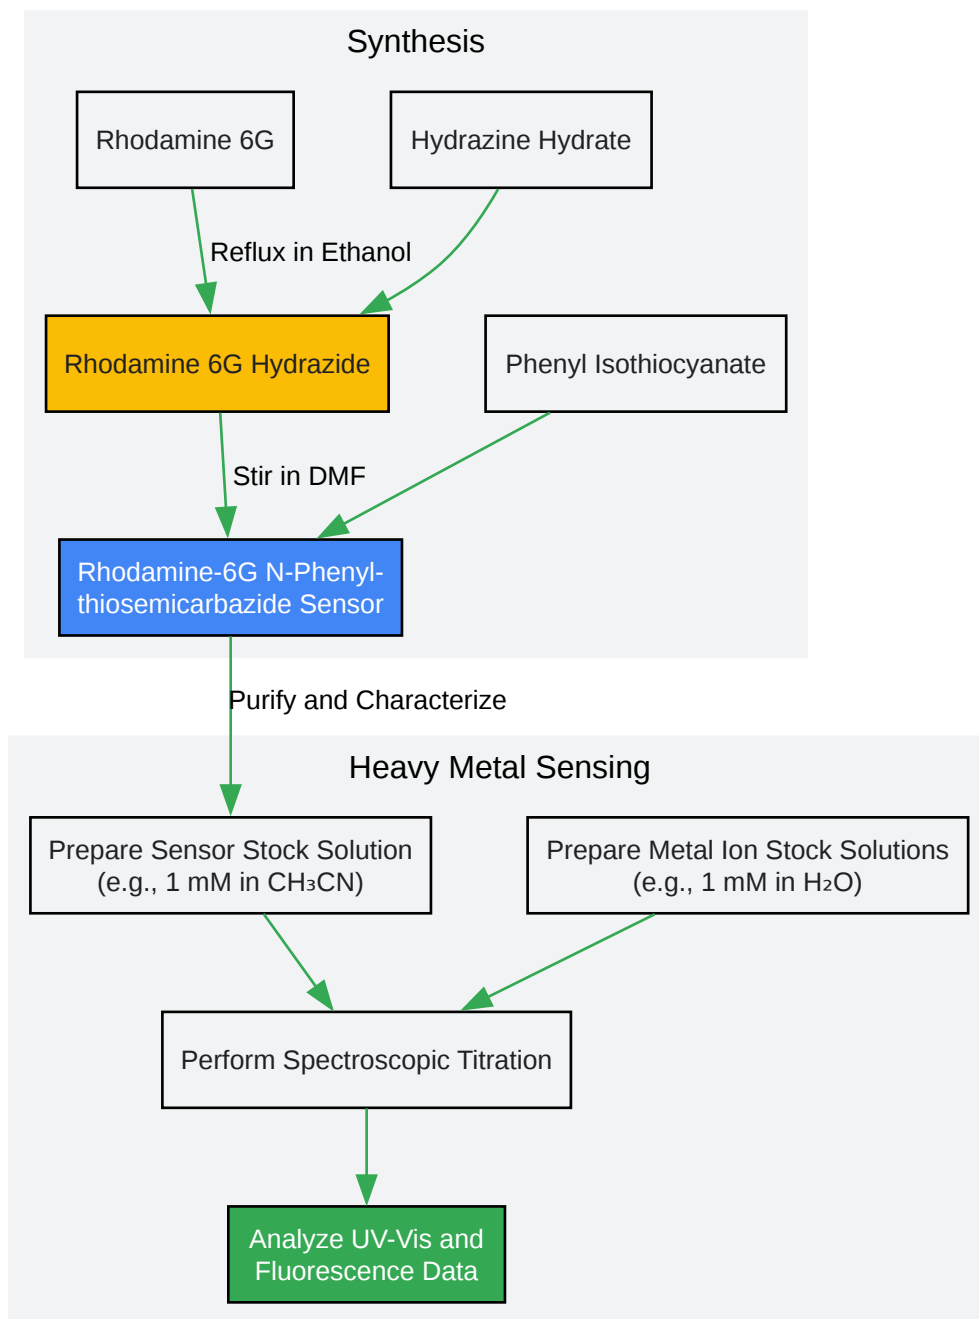 Synthesis
Rhodamine 6G
Hydrazine Hydrate
Reflux in Ethanol
Rhodamine 6G Hydrazide
Phenyl Isothiocyanate
Stir in DMF
Rhodamine-6G N-Phenyl-
thiosemicarbazide Sensor
Purify and Characterize
Heavy Metal Sensing
Prepare Sensor Stock Solution
(e.g., 1 mM in CH₃CN)
Prepare Metal Ion Stock Solutions
(e.g., 1 mM in H₂O)
Perform Spectroscopic Titration
Analyze UV-Vis and
Fluorescence Data